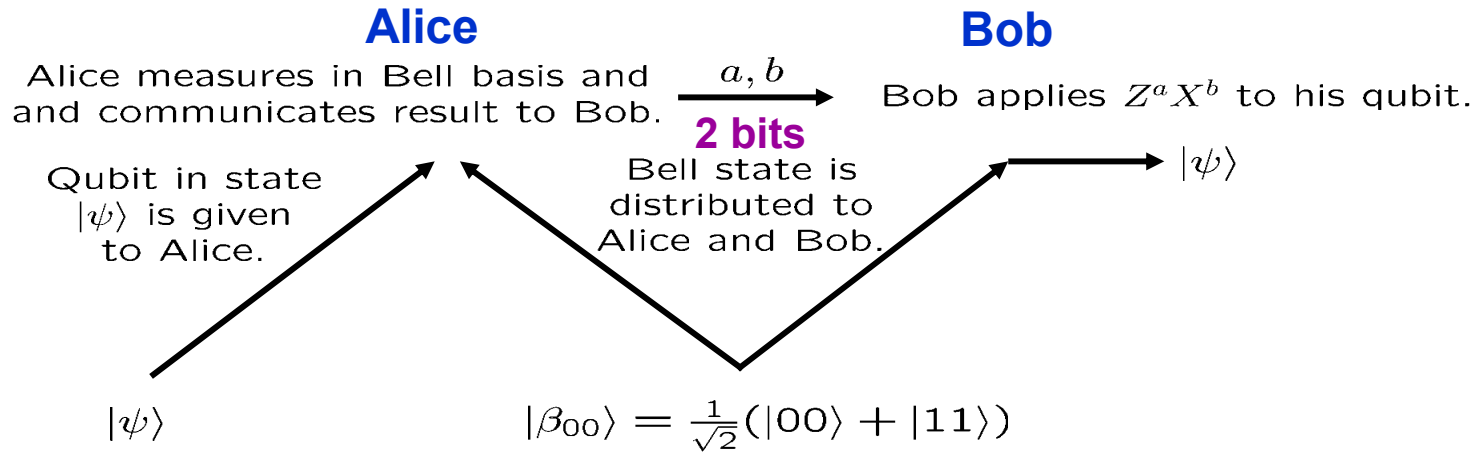 Alice
Bob
Alice measures in Bell basis and
and communicates result to Bob.
a, b
2 bits
Bob applies Z^a X^b to his qubit.
Qubit in state
|ψ⟩ is given
to Alice.
Bell state is
distributed to
Alice and Bob.
|ψ⟩
|ψ⟩
|β₀₀⟩ = 1/√2(|00⟩ + |11⟩)